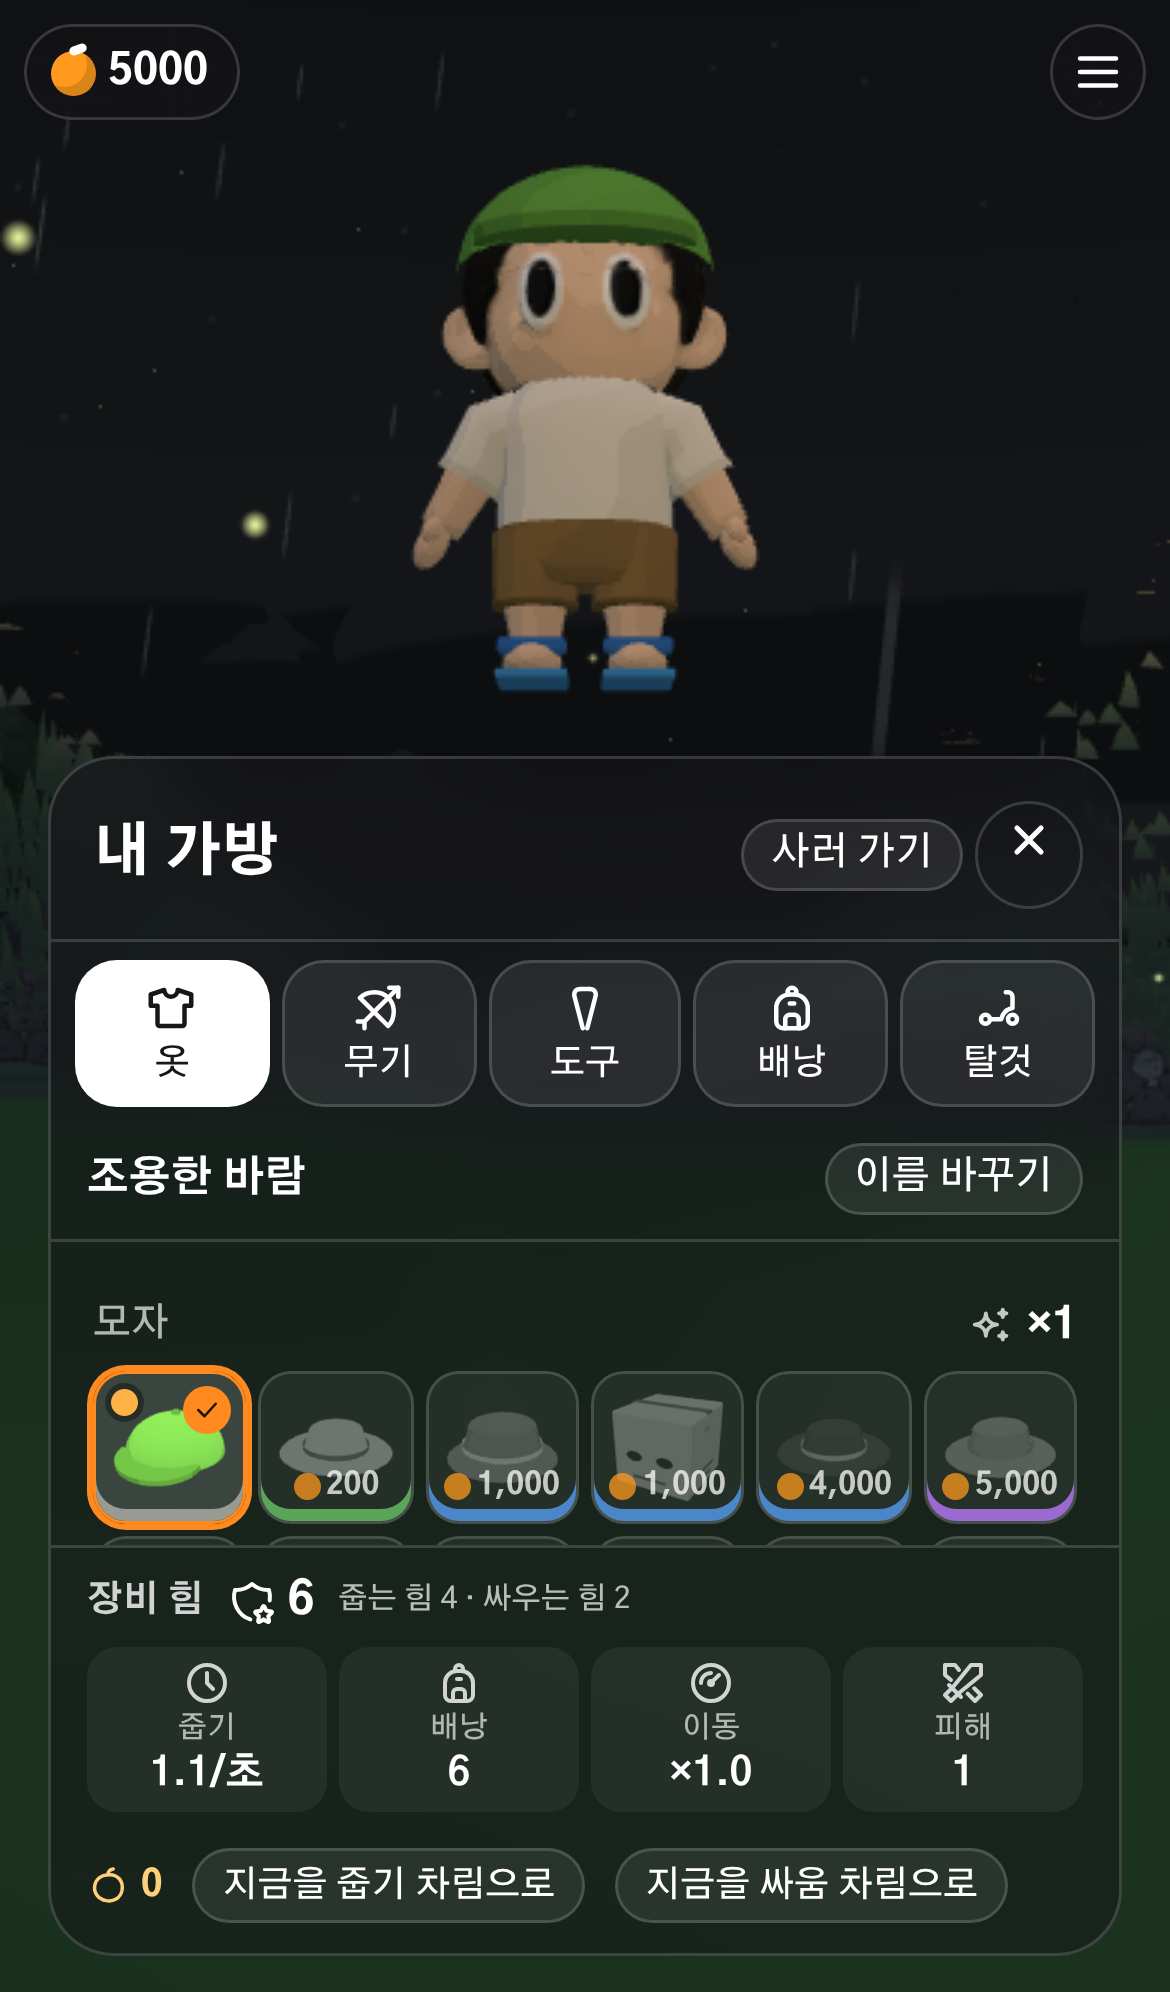 5000
내 가방
사러 가기
옷
무기
도구
배낭
탈것
조용한 바람
이름 바꾸기
모자
×1
200
1,000
1,000
4,000
5,000
장비 힘 6 줍는 힘 4 · 싸우는 힘 2
줍기
배낭
이동
피해
1.1/초
6
×1.0
1
0
지금을 줍기 차림으로
지금을 싸움 차림으로